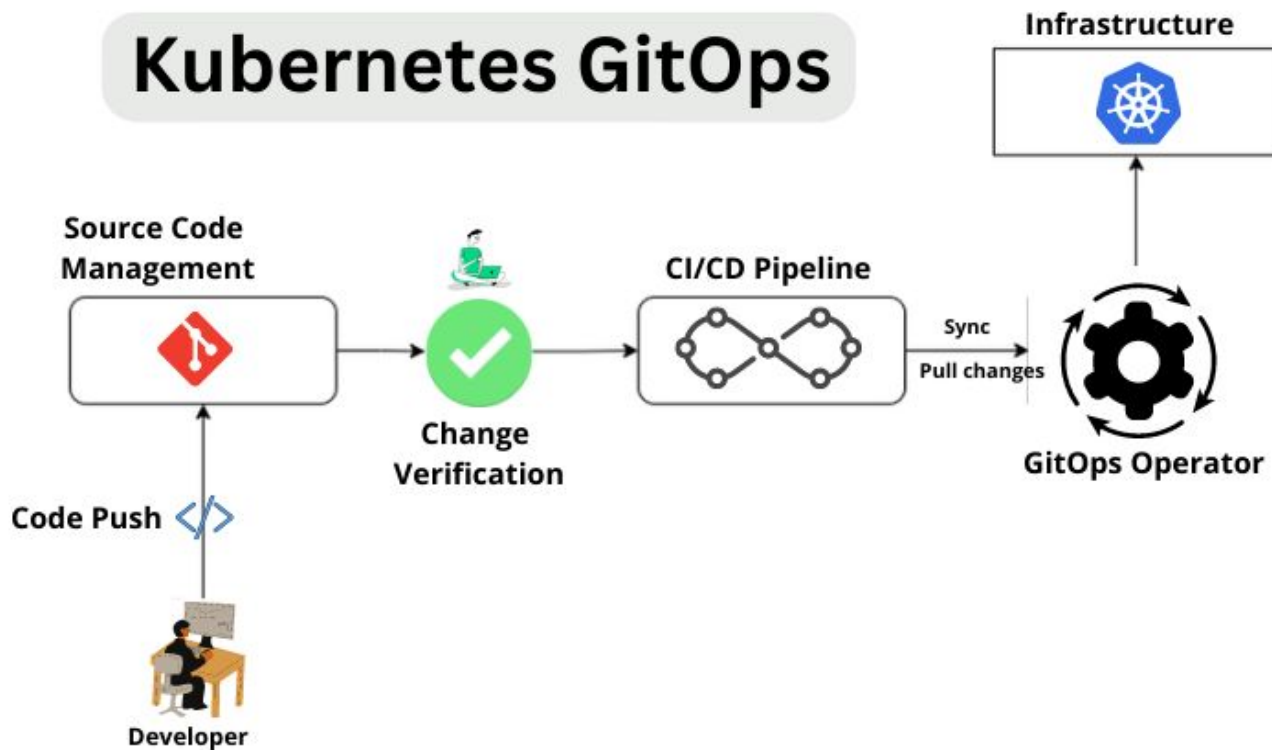 Kubernetes GitOps
Infrastructure
Source Code
Management
CI/CD Pipeline
Sync
Pull changes
Change
Verification
GitOps Operator
Code Push
Developer